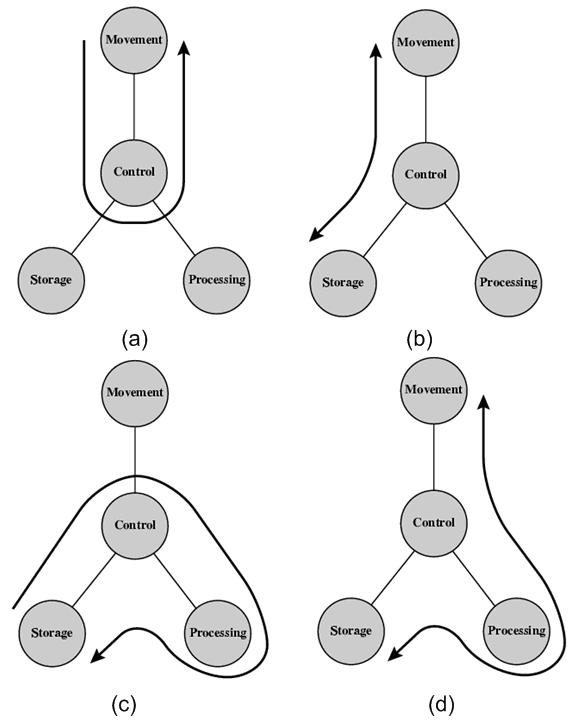 Movement
Movement
Control
Control
Storage
Processing
Storage
Processing
(a)
(b)
Movement
Movement
Control
Control
Storage
Processing
Storage
Processing
(c)
(d)